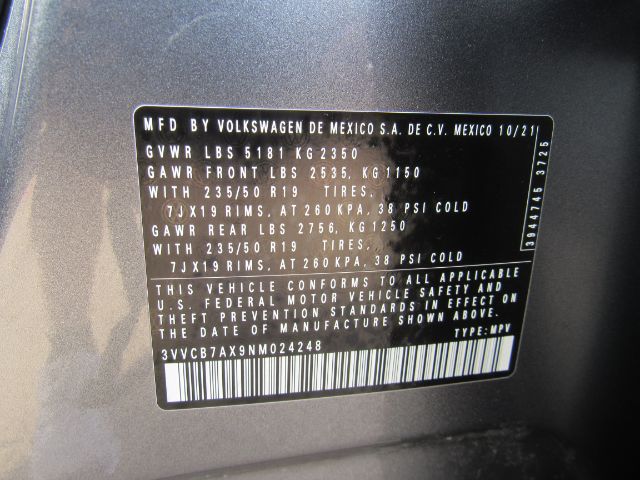 MFD BY VOLKSWAGEN DE MEXICO S.A. DE C.V. MEXICO 10/21
GVWR LBS 5181 KG 2350
GAWR FRONT LBS 2535, KG 1150
WITH 235/50 R19 TIRES,
7JX19 RIMS, AT 260 KPA, 38 PSI COLD
GAWR REAR LBS 2756, KG 1250
WITH 235/50 R19 TIRES,
7JX19 RIMS, AT 260 KPA, 38 PSI COLD
THIS VEHICLE CONFORMS TO ALL APPLICABLE
U.S. FEDERAL MOTOR VEHICLE SAFETY AND
THEFT PREVENTION STANDARDS IN EFFECT ON
THE DATE OF MANUFACTURE SHOWN ABOVE.
3VVCB7AX9NM024248 TYPE: MPV
3944745 3725